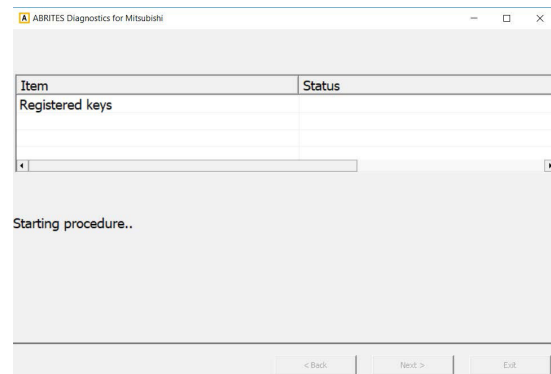 A ABRITES Diagnostics for Mitsubishi
Item Status
Registered keys
Starting procedure..
< Back Next > Exit